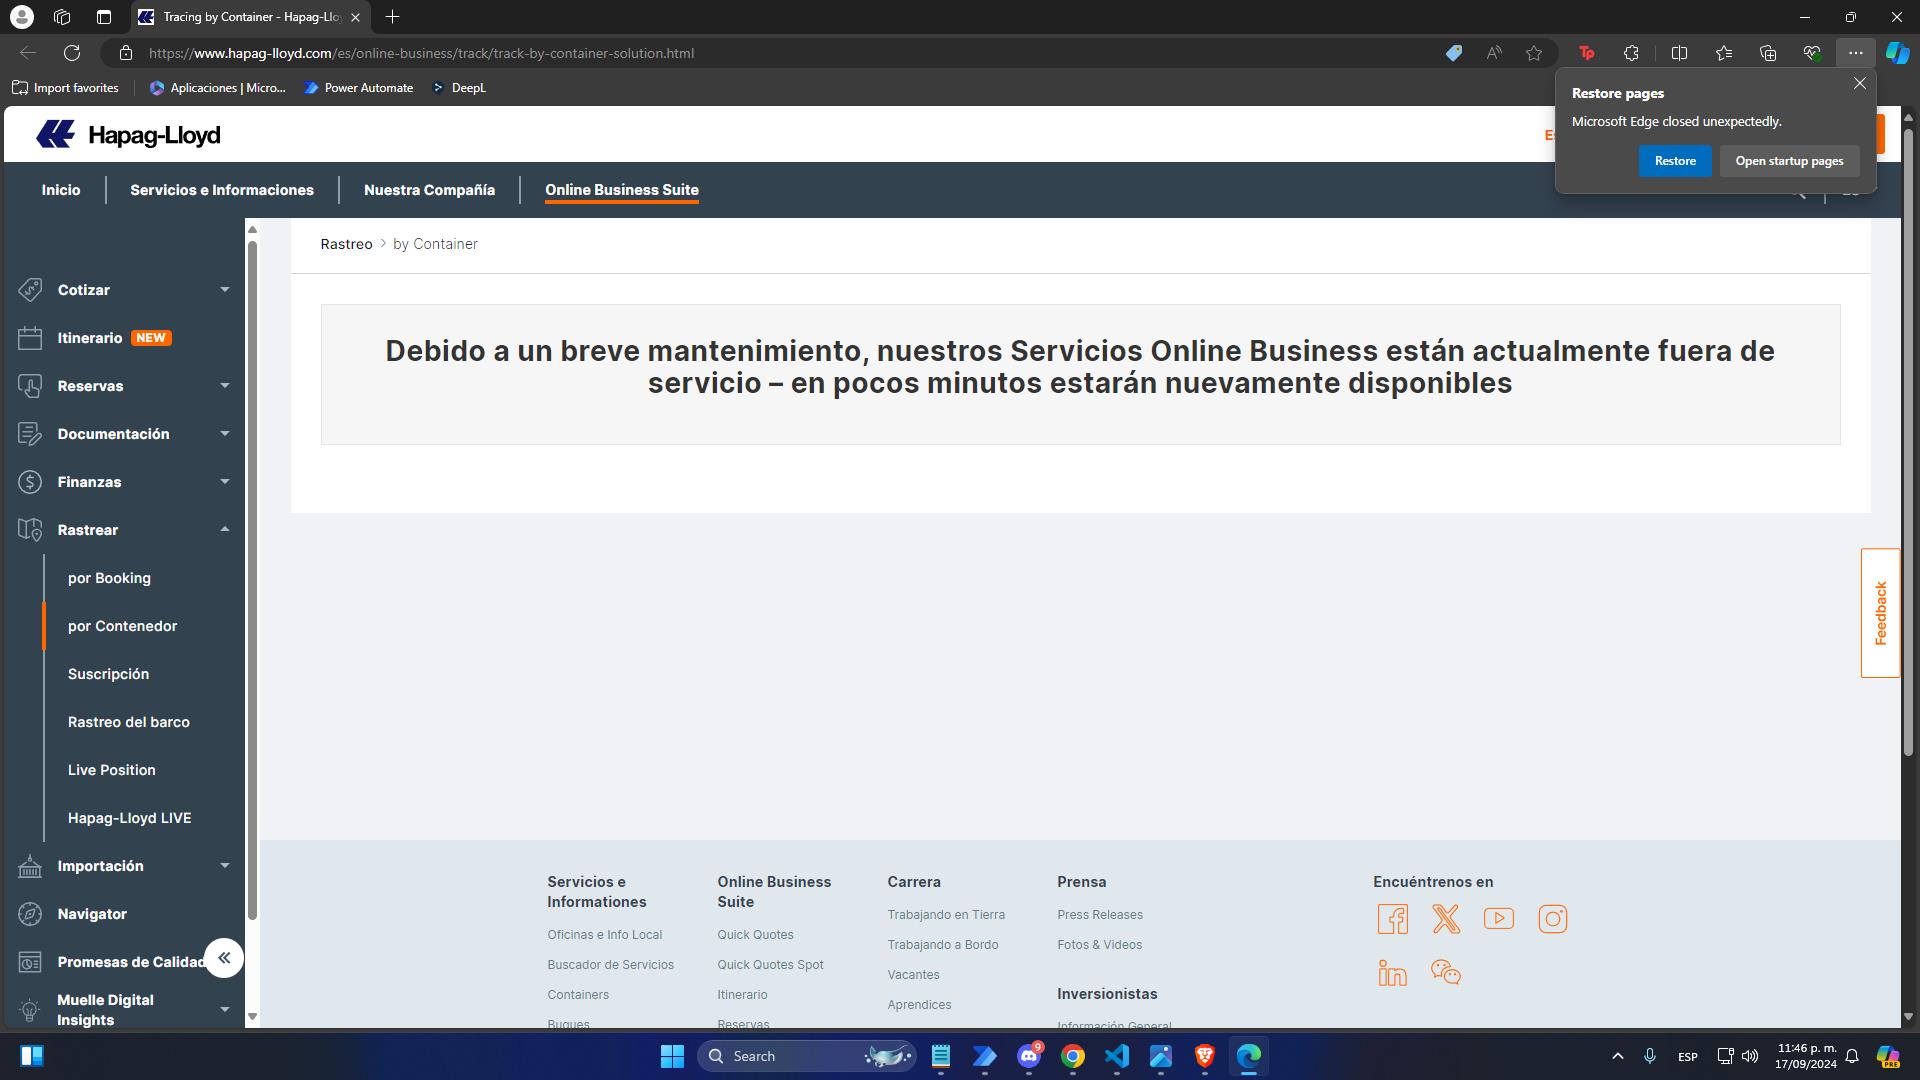 Tracing by Container - Hapag-Llo
https://www.hapag-lloyd.com/es/online-business/track/track-by-container-solution.html
Import favorites
Aplicaciones | Micro...
Power Automate
DeepL
Restore pages
Microsoft Edge closed unexpectedly.
Restore
Open startup pages
Hapag-Lloyd
Inicio
Servicios e Informaciones
Nuestra Compañía
Online Business Suite
Rastreo > by Container
Debido a un breve mantenimiento, nuestros Servicios Online Business están actualmente fuera de
servicio – en pocos minutos estarán nuevamente disponibles
Cotizar
Itinerario NEW
Reservas
Documentación
Finanzas
Rastrear
por Booking
por Contenedor
Suscripción
Rastreo del barco
Live Position
Hapag-Lloyd LIVE
Importación
Navigator
Promesas de Calidad
Muelle Digital
Insights
Feedback
Servicios e
Informationes
Oficinas e Info Local
Buscador de Servicios
Containers
Buques
Online Business
Suite
Quick Quotes
Quick Quotes Spot
Itinerario
Reservas
Carrera
Trabajando en Tierra
Trabajando a Bordo
Vacantes
Aprendices
Prensa
Press Releases
Fotos & Videos
Inversionistas
Información General
Encuéntrenos en
Search
9
ESP
11:46 p. m.
17/09/2024
PRE